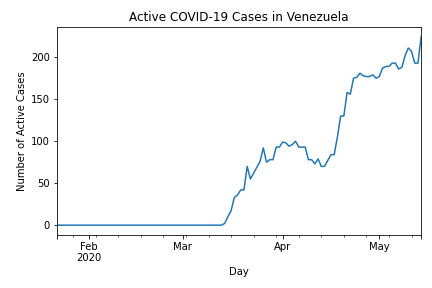 Active COVID-19 Cases in Venezuela
Number of Active Cases
200
150
100
50
0
Feb
2020
Mar
Apr
May
Day